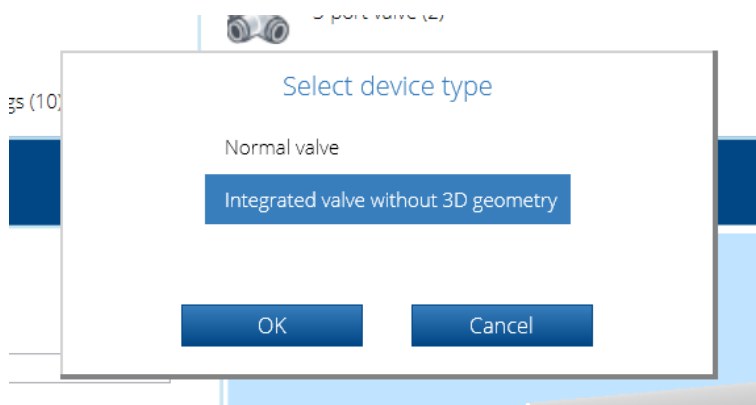 port valve (2)
gs (10)
Select device type
Normal valve
Integrated valve without 3D geometry
OK
Cancel